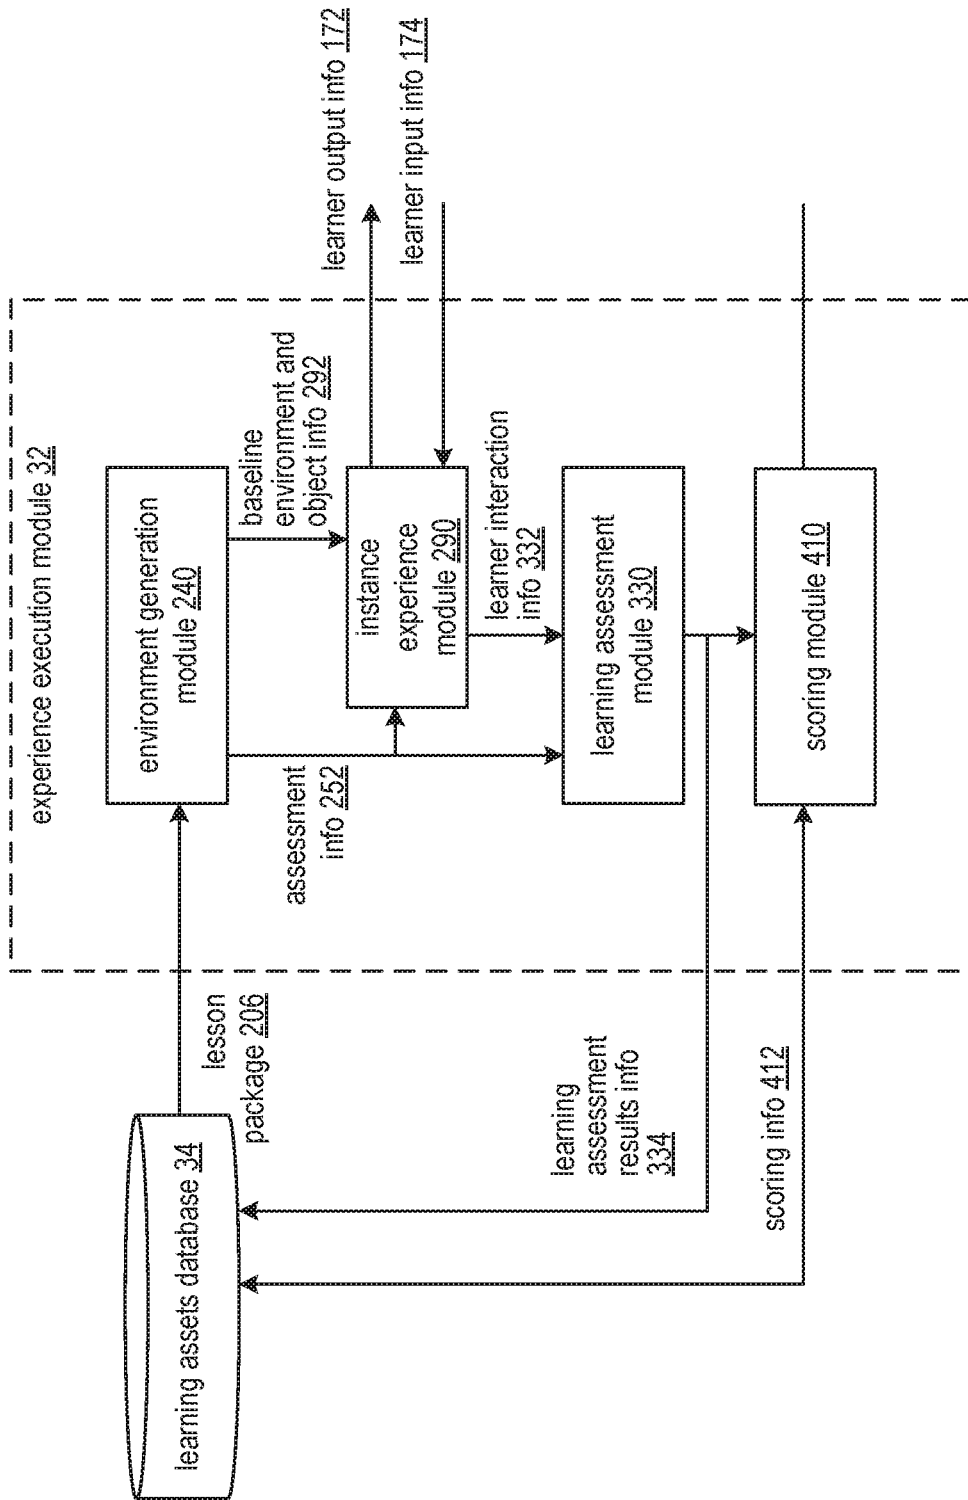 experience execution module 32
learning assets database 34
lesson
package 206
environment generation
module 240
assessment
info 252
baseline
environment and
object info 292
instance
experience
module 290
learner output info 172
learner input info 174
learner interaction
info 332
learning assessment
module 330
learning
assessment
results info
334
scoring info 412
scoring module 410